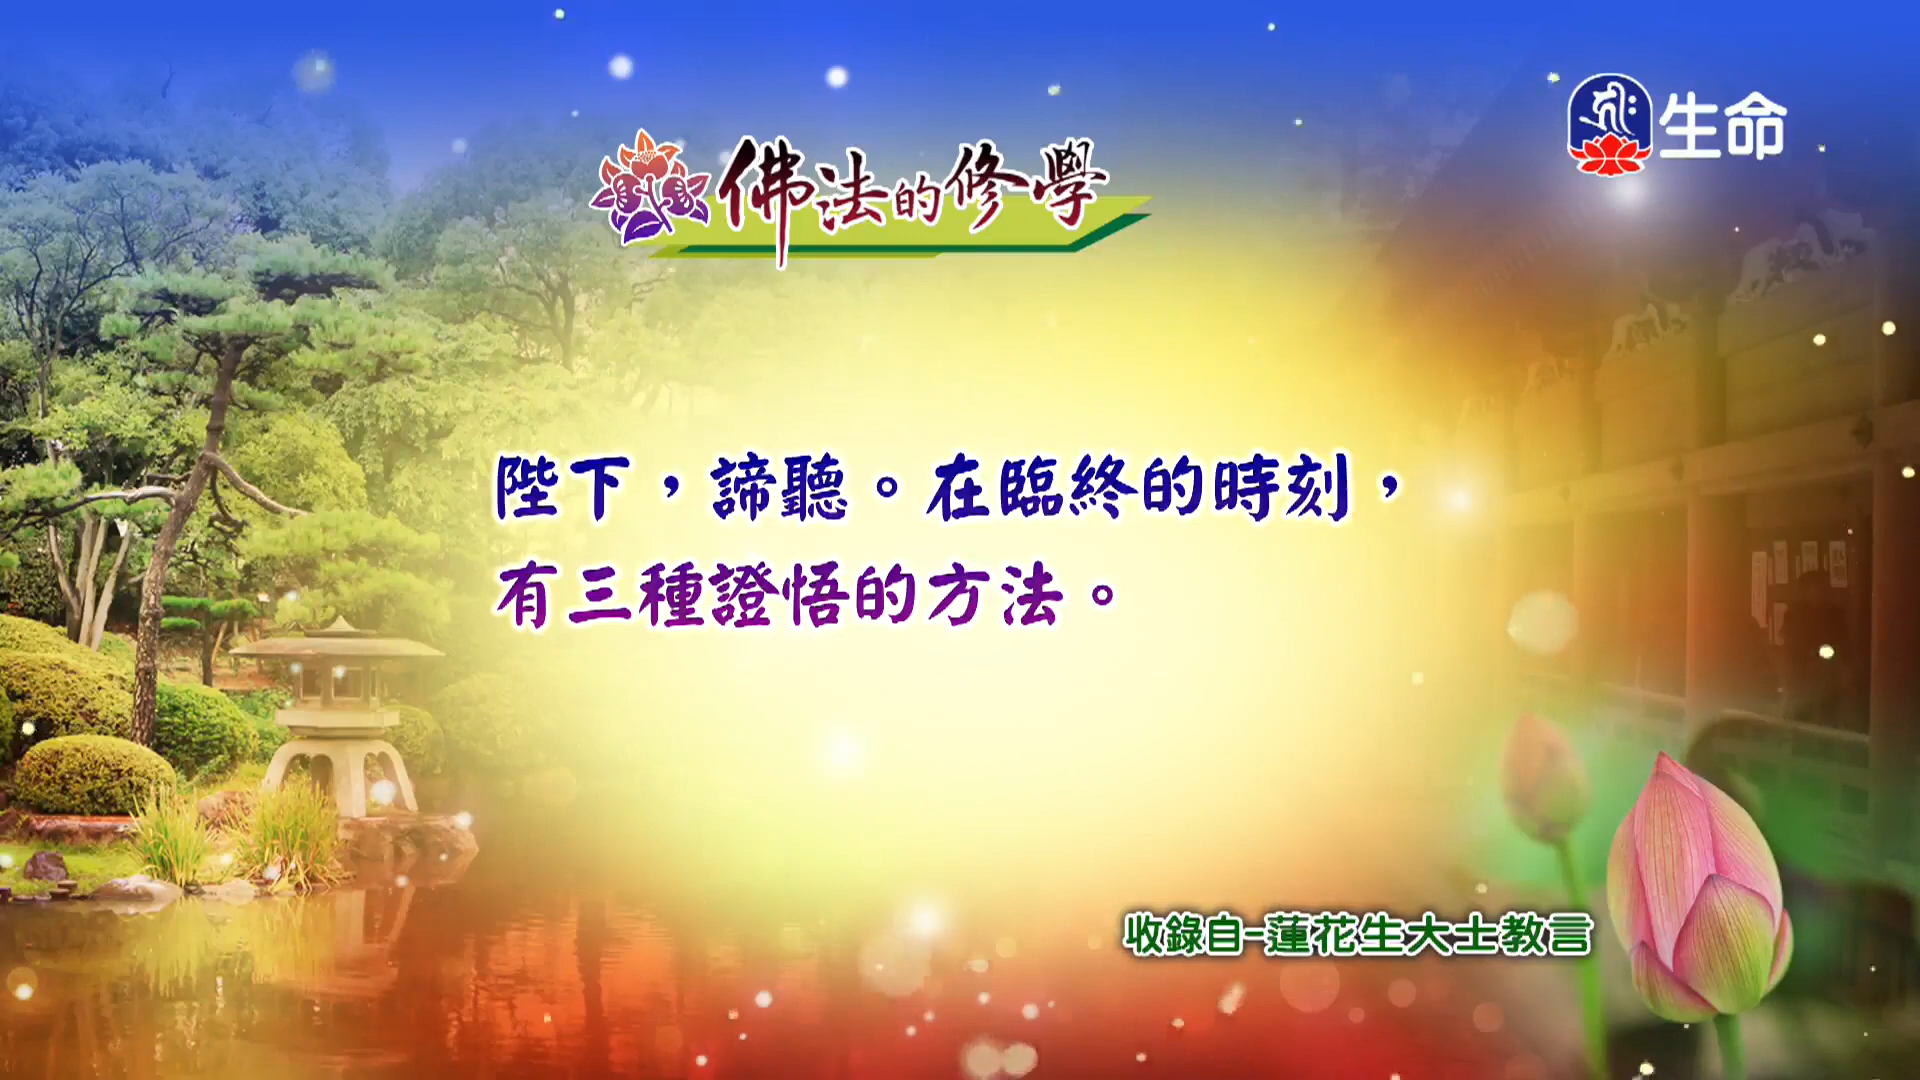 生命
佛法的修學
陛下，諦聽。在臨終的時刻，
有三種證悟的方法。
收錄自-蓮花生大士教言